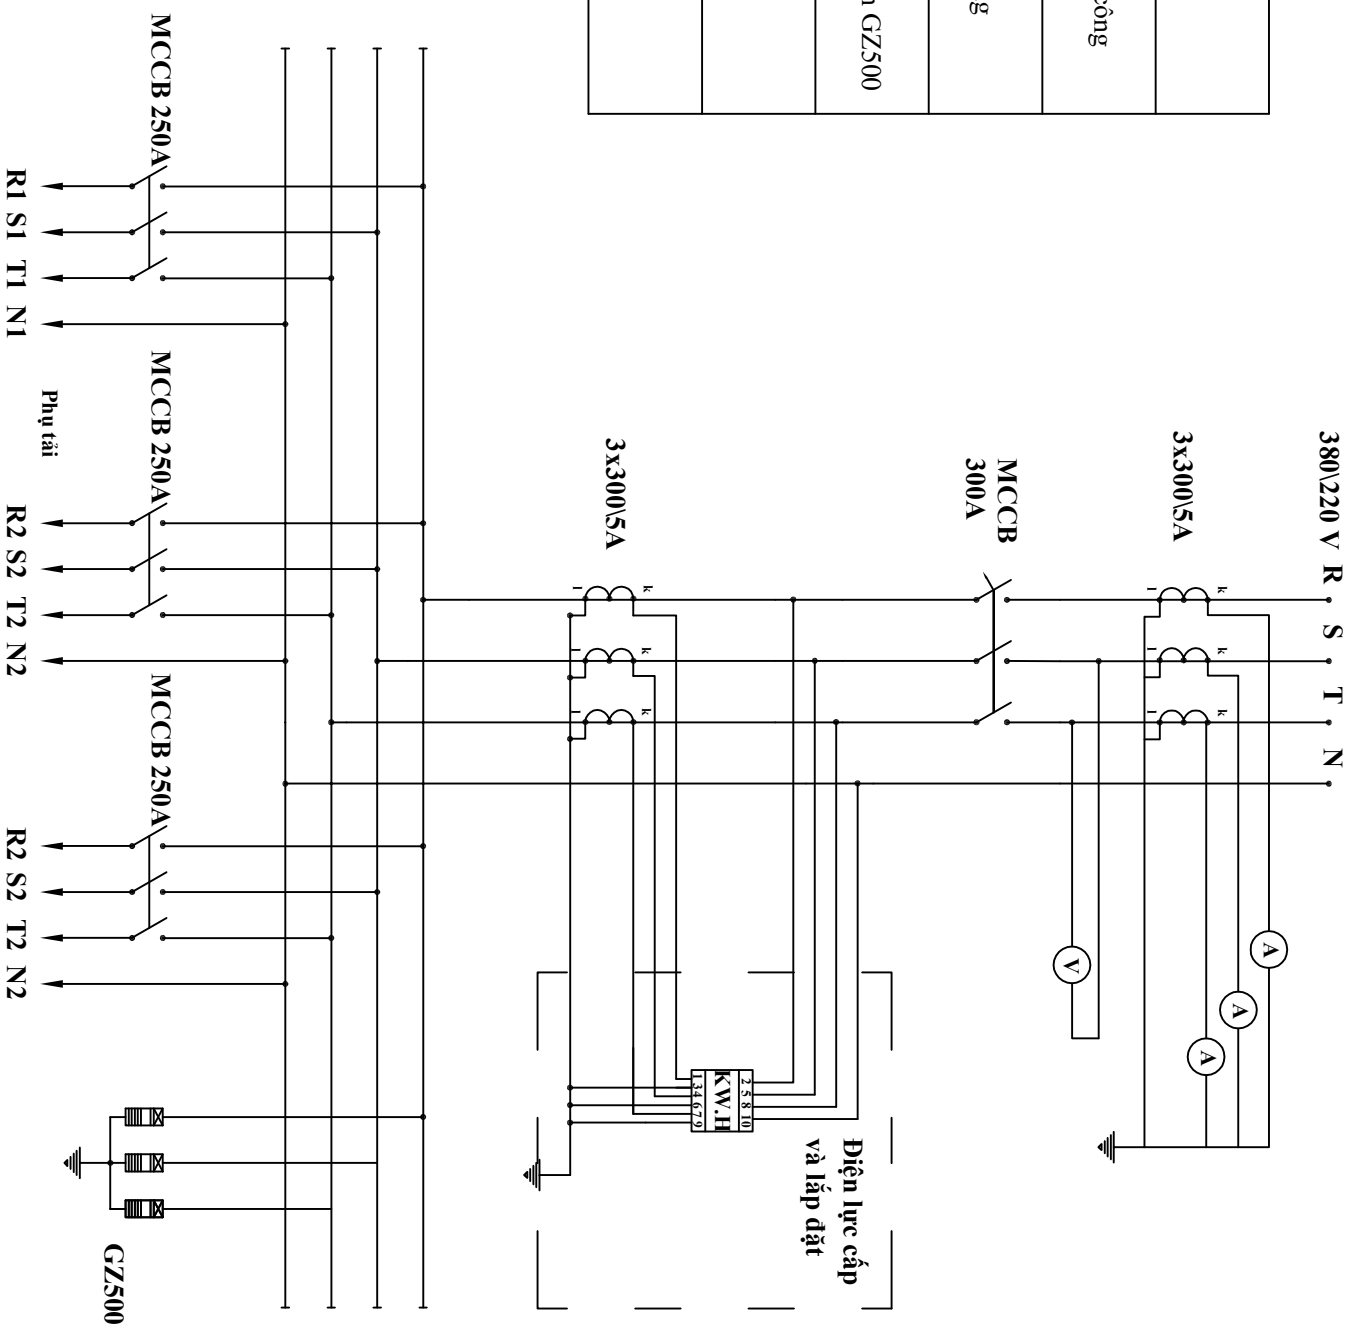 công
g
n GZ500
380\220 V R S T N
3x300\5A
k
k
k
l
l
l
A
A
A
V
MCCB
300A
3x300\5A
k
k
k
l
l
l
2 5 8 10
KW.H
1 3 4 6 7 9
Điện lực cấp
và lắp đặt
MCCB 250A
MCCB 250A
MCCB 250A
GZ500
Phụ tải
R1 S1 T1 N1
R2 S2 T2 N2
R2 S2 T2 N2